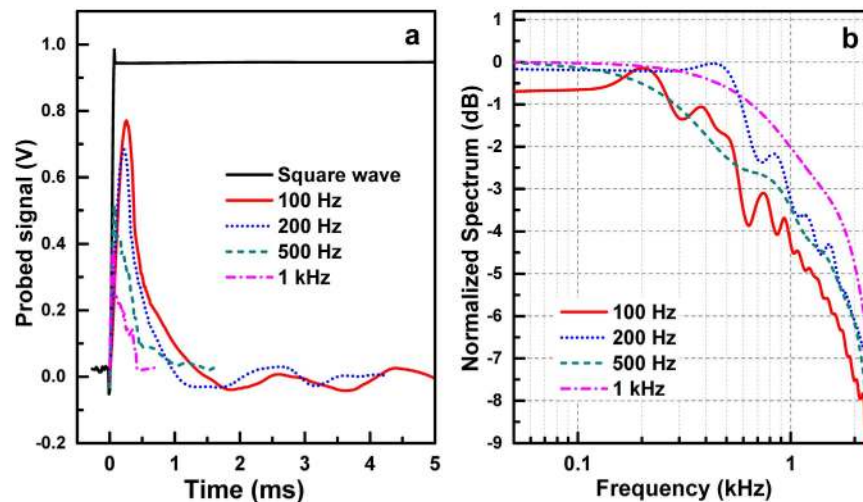 a
1.0
0.8
0.6
0.4
0.2
0.0
-0.2
Probed signal (V)
Square wave
100 Hz
200 Hz
500 Hz
1 kHz
0 1 2 3 4 5
Time (ms)
b
0
-1
-2
-3
-4
-5
-6
-7
-8
-9
Normalized Spectrum (dB)
100 Hz
200 Hz
500 Hz
1 kHz
0.1 1
Frequency (kHz)